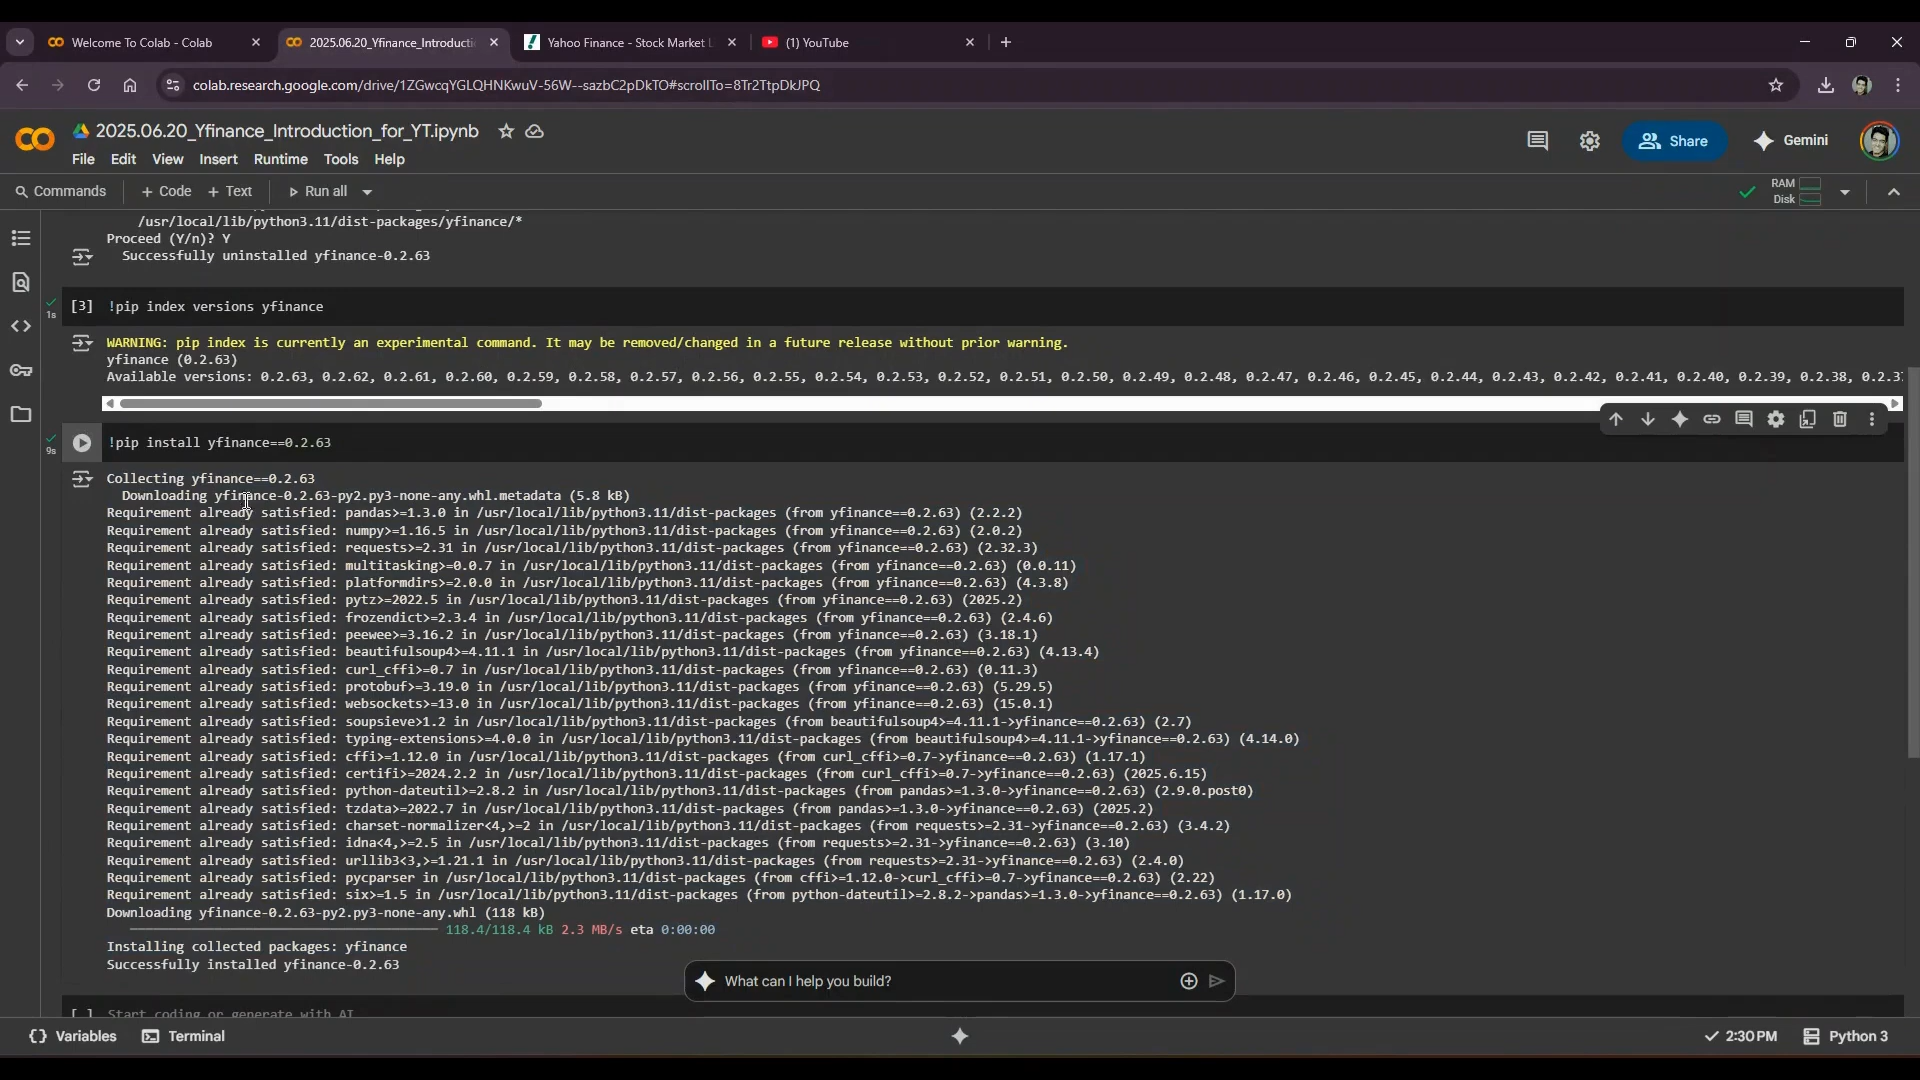 Welcome To Colab - Colab
2025.06.20_Yfinance_Introducti
Yahoo Finance - Stock Market L
(1) YouTube
colab.research.google.com/drive/1ZGwcqYGLQHNKwuV-56W--sazbC2pDkTO#scrollTo=8Tr2TtpDkJPQ
2025.06.20_Yfinance_Introduction_for_YT.ipynb
File Edit View Insert Runtime Tools Help
Share
Gemini
Commands + Code + Text Run all
RAM
Disk
/usr/local/lib/python3.11/dist-packages/yfinance/*
Proceed (Y/n)? Y
Successfully uninstalled yfinance-0.2.63
[3] !pip index versions yfinance
1s
WARNING: pip index is currently an experimental command. It may be removed/changed in a future release without prior warning.
yfinance (0.2.63)
Available versions: 0.2.63, 0.2.62, 0.2.61, 0.2.60, 0.2.59, 0.2.58, 0.2.57, 0.2.56, 0.2.55, 0.2.54, 0.2.53, 0.2.52, 0.2.51, 0.2.50, 0.2.49, 0.2.48, 0.2.47, 0.2.46, 0.2.45, 0.2.44, 0.2.43, 0.2.42, 0.2.41, 0.2.40, 0.2.39, 0.2.38, 0.2.37
!pip install yfinance==0.2.63
9s
Collecting yfinance==0.2.63
Downloading yfinance-0.2.63-py2.py3-none-any.whl.metadata (5.8 kB)
Requirement already satisfied: pandas>=1.3.0 in /usr/local/lib/python3.11/dist-packages (from yfinance==0.2.63) (2.2.2)
Requirement already satisfied: numpy>=1.16.5 in /usr/local/lib/python3.11/dist-packages (from yfinance==0.2.63) (2.0.2)
Requirement already satisfied: requests>=2.31 in /usr/local/lib/python3.11/dist-packages (from yfinance==0.2.63) (2.32.3)
Requirement already satisfied: multitasking>=0.0.7 in /usr/local/lib/python3.11/dist-packages (from yfinance==0.2.63) (0.0.11)
Requirement already satisfied: platformdirs>=2.0.0 in /usr/local/lib/python3.11/dist-packages (from yfinance==0.2.63) (4.3.8)
Requirement already satisfied: pytz>=2022.5 in /usr/local/lib/python3.11/dist-packages (from yfinance==0.2.63) (2025.2)
Requirement already satisfied: frozendict>=2.3.4 in /usr/local/lib/python3.11/dist-packages (from yfinance==0.2.63) (2.4.6)
Requirement already satisfied: peewee>=3.16.2 in /usr/local/lib/python3.11/dist-packages (from yfinance==0.2.63) (3.18.1)
Requirement already satisfied: beautifulsoup4>=4.11.1 in /usr/local/lib/python3.11/dist-packages (from yfinance==0.2.63) (4.13.4)
Requirement already satisfied: curl_cffi>=0.7 in /usr/local/lib/python3.11/dist-packages (from yfinance==0.2.63) (0.11.3)
Requirement already satisfied: protobuf>=3.19.0 in /usr/local/lib/python3.11/dist-packages (from yfinance==0.2.63) (5.29.5)
Requirement already satisfied: websockets>=13.0 in /usr/local/lib/python3.11/dist-packages (from yfinance==0.2.63) (15.0.1)
Requirement already satisfied: soupsieve>1.2 in /usr/local/lib/python3.11/dist-packages (from beautifulsoup4>=4.11.1->yfinance==0.2.63) (2.7)
Requirement already satisfied: typing-extensions>=4.0.0 in /usr/local/lib/python3.11/dist-packages (from beautifulsoup4>=4.11.1->yfinance==0.2.63) (4.14.0)
Requirement already satisfied: cffi>=1.12.0 in /usr/local/lib/python3.11/dist-packages (from curl_cffi>=0.7->yfinance==0.2.63) (1.17.1)
Requirement already satisfied: certifi>=2024.2.2 in /usr/local/lib/python3.11/dist-packages (from curl_cffi>=0.7->yfinance==0.2.63) (2025.6.15)
Requirement already satisfied: python-dateutil>=2.8.2 in /usr/local/lib/python3.11/dist-packages (from pandas>=1.3.0->yfinance==0.2.63) (2.9.0.post0)
Requirement already satisfied: tzdata>=2022.7 in /usr/local/lib/python3.11/dist-packages (from pandas>=1.3.0->yfinance==0.2.63) (2025.2)
Requirement already satisfied: charset-normalizer<4,>=2 in /usr/local/lib/python3.11/dist-packages (from requests>=2.31->yfinance==0.2.63) (3.4.2)
Requirement already satisfied: idna<4,>=2.5 in /usr/local/lib/python3.11/dist-packages (from requests>=2.31->yfinance==0.2.63) (3.10)
Requirement already satisfied: urllib3<3,>=1.21.1 in /usr/local/lib/python3.11/dist-packages (from requests>=2.31->yfinance==0.2.63) (2.4.0)
Requirement already satisfied: pycparser in /usr/local/lib/python3.11/dist-packages (from cffi>=1.12.0->curl_cffi>=0.7->yfinance==0.2.63) (2.22)
Requirement already satisfied: six>=1.5 in /usr/local/lib/python3.11/dist-packages (from python-dateutil>=2.8.2->pandas>=1.3.0->yfinance==0.2.63) (1.17.0)
Downloading yfinance-0.2.63-py2.py3-none-any.whl (118 kB)
118.4/118.4 kB 2.3 MB/s eta 0:00:00
Installing collected packages: yfinance
Successfully installed yfinance-0.2.63
What can I help you build?
[ ] Start coding or generate with AI
Variables Terminal
2:30 PM Python 3